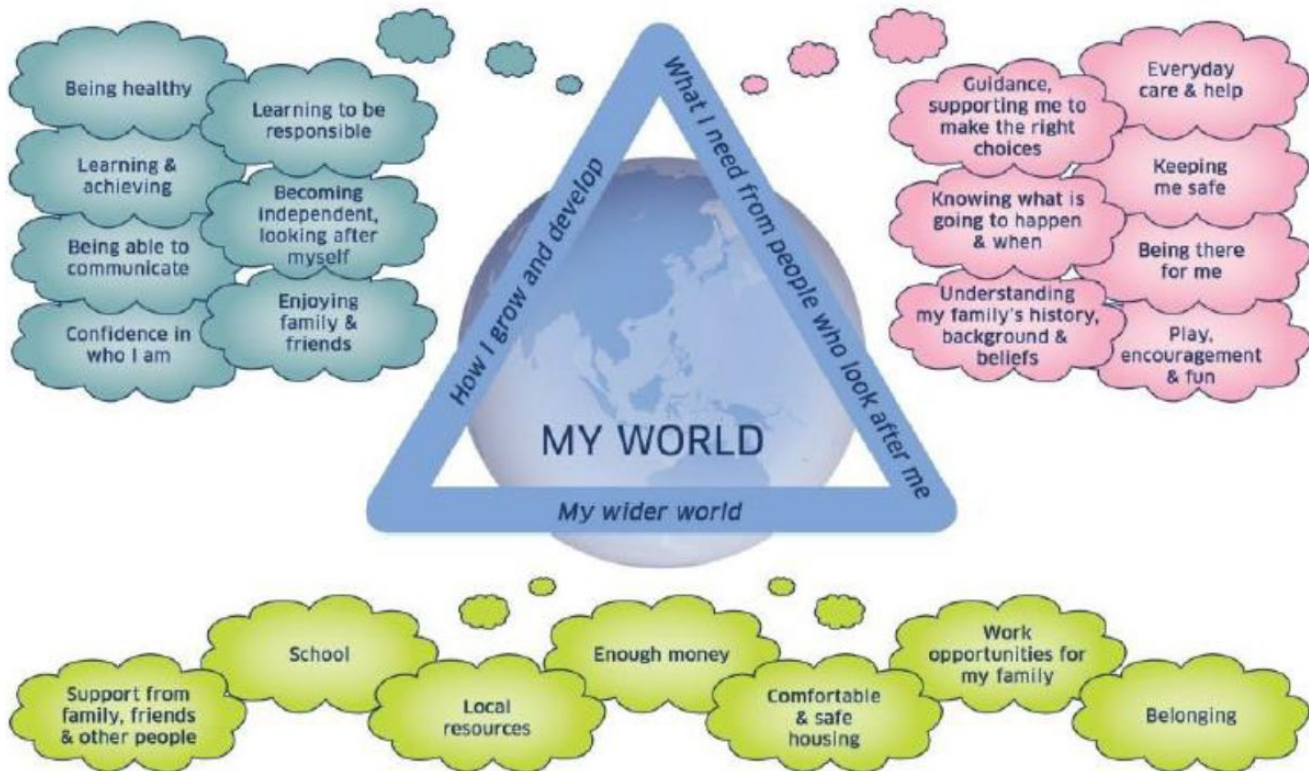 Being healthy
Learning to be
responsible
Learning &
achieving
Becoming
independent,
looking after
myself
Being able to
communicate
Enjoying
family &
friends
Confidence in
who I am
How I grow and develop
What I need from people who look after me
MY WORLD
My wider world
Guidance,
supporting me to
make the right
choices
Everyday
care & help
Keeping
me safe
Knowing what is
going to happen
& when
Being there
for me
Understanding
my family's history,
background &
beliefs
Play,
encouragement
& fun
Support from
family, friends
& other people
School
Local
resources
Enough money
Comfortable
& safe
housing
Work
opportunities for
my family
Belonging